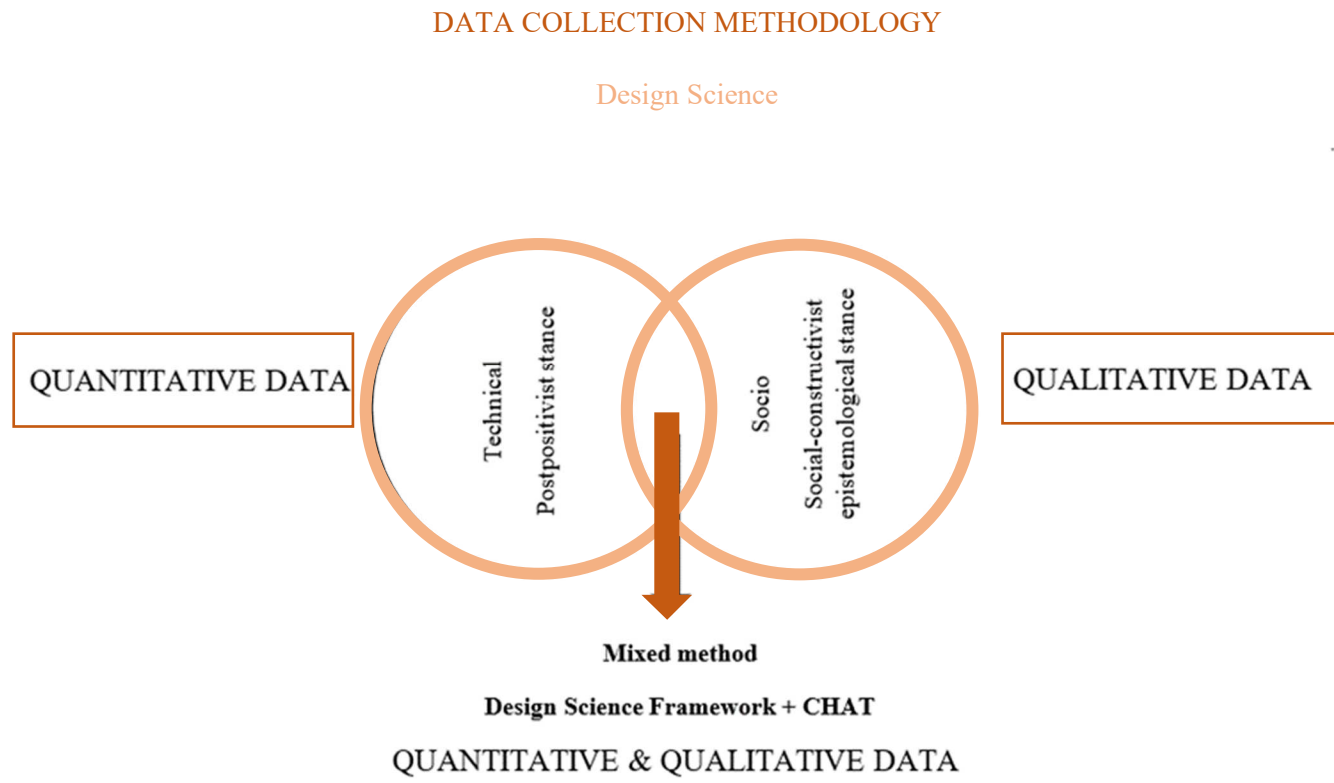 DATA COLLECTION METHODOLOGY
Design Science
QUANTITATIVE DATA
Technical
Postpositivist stance
Socio
Social-constructivist
epistemological stance
QUALITATIVE DATA
Mixed method
Design Science Framework + CHAT
QUANTITATIVE & QUALITATIVE DATA